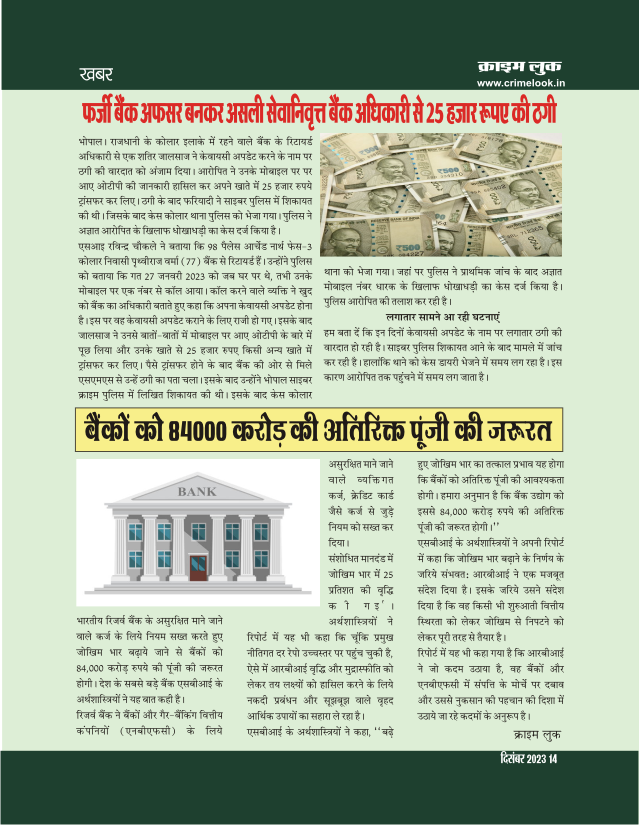 खबर
क्राइम लुक
www.crimelook.in
फर्जी बैंक अफसर बनकर असली सेवानिवृत्त बैंक अधिकारी से 25 हजार रूपए की ठगी
भोपाल। राजधानी के कोलार इलाके में रहने वाले बैंक के रिटायर्ड
अधिकारी से एक शातिर जालसाज ने केवायसी अपडेट करने के नाम पर
ठगी की वारदात को अंजाम दिया। आरोपित ने उनके मोबाइल पर पर
आए ओटीपी की जानकारी हासिल कर अपने खाते में 25 हजार रुपये
ट्रांसफर कर लिए। ठगी के बाद फरियादी ने साइबर पुलिस में शिकायत
की थी। जिसके बाद केस कोलार थाना पुलिस को भेजा गया। पुलिस ने
अज्ञात आरोपित के खिलाफ धोखाधड़ी का केस दर्ज किया है।
एसआइ रविन्द्र चौकले ने बताया कि 98 पैलेस आर्चेड नार्थ फेस-3
कोलार निवासी पृथ्वीराज वर्मा (77) बैंक से रिटायर्ड हैं। उन्होंने पुलिस
को बताया कि गत 27 जनवरी 2023 को जब घर पर थे, तभी उनके
मोबाइल पर एक नंबर से कॉल आया। कॉल करने वाले व्यक्ति ने खुद
को बैंक का अधिकारी बताते हुए कहा कि अपना केवायसी अपडेट होना
है। इस पर वह केवायसी अपडेट कराने के लिए राजी हो गए। इसके बाद
जालसाज ने उनसे बातों-बातों में मोबाइल पर आए ओटीपी के बारे में
पूछ लिया और उनके खाते से 25 हजार रुपए किसी अन्य खाते में
ट्रांसफर कर लिए। पैसे ट्रांसफर होने के बाद बैंक की ओर से मिले
एसएमएस से उन्हें ठगी का पता चला। इसके बाद उन्होंने भोपाल साइबर
क्राइम पुलिस में लिखित शिकायत की थी। इसके बाद केस कोलार
थाना को भेजा गया। जहां पर पुलिस ने प्राथमिक जांच के बाद अज्ञात
मोबाइल नंबर धारक के खिलाफ धोखाधड़ी का केस दर्ज किया है।
पुलिस आरोपित की तलाश कर रही है।
लगातार सामने आ रही घटनाएं
हम बता दें कि इन दिनों केवायसी अपडेट के नाम पर लगातार ठगी की
वारदात हो रही है। साइबर पुलिस शिकायत आने के बाद मामले में जांच
कर रही है। हालांकि थाने को केस डायरी भेजने में समय लग रहा है। इस
कारण आरोपित तक पहुंचने में समय लग जाता है।
बैंकों को 84000 करोड़ की अतिरिक्त पूंजी की जरूरत
BANK
भारतीय रिजर्व बैंक के असुरक्षित माने जाने
वाले कर्ज के लिये नियम सख्त करते हुए
जोखिम भार बढ़ाये जाने से बैंकों को
84,000 करोड़ रुपये की पूंजी की जरूरत
होगी। देश के सबसे बड़े बैंक एसबीआई के
अर्थशास्त्रियों ने यह बात कही है।
रिजर्व बैंक ने बैंकों और गैर-बैंकिंग वित्तीय
कंपनियों (एनबीएफसी) के लिये
असुरक्षित माने जाने
वाले व्यक्तिगत
कर्ज, क्रेडिट कार्ड
जैसे कर्ज से जुड़े
नियम को सख्त कर
दिया।
संशोधित मानदंड में
जोखिम भार में 25
प्रतिशत की वृद्धि
की गई।
अर्थशास्त्रियों ने
रिपोर्ट में यह भी कहा कि चूंकि प्रमुख
नीतिगत दर रेपो उच्चस्तर पर पहुंच चुकी है,
ऐसे में आरबीआई वृद्धि और मुद्रास्फीति को
लेकर तय लक्ष्यों को हासिल करने के लिये
नकदी प्रबंधन और सूझबूझ वाले वृहद
आर्थिक उपायों का सहारा ले रहा है।
एसबीआई के अर्थशास्त्रियों ने कहा, ‘‘बढ़े
हुए जोखिम भार का तत्काल प्रभाव यह होगा
कि बैंकों को अतिरिक्त पूंजी की आवश्यकता
होगी। हमारा अनुमान है कि बैंक उद्योग को
इससे 84,000 करोड़ रुपये की अतिरिक्त
पूंजी की जरूरत होगी।’’
एसबीआई के अर्थशास्त्रियों ने अपनी रिपोर्ट
में कहा कि जोखिम भार बढ़ाने के निर्णय के
जरिये संभवत: आरबीआई ने एक मजबूत
संदेश दिया है। इसके जरिये उसने संदेश
दिया है कि वह किसी भी शुरुआती वित्तीय
स्थिरता को लेकर जोखिम से निपटने को
लेकर पूरी तरह से तैयार है।
रिपोर्ट में यह भी कहा गया है कि आरबीआई
ने जो कदम उठाया है, वह बैंकों और
एनबीएफसी में संपत्ति के मोर्चे पर दबाव
और उससे नुकसान की पहचान की दिशा में
उठाये जा रहे कदमों के अनुरूप है।
क्राइम लुक
दिसंबर 2023 14